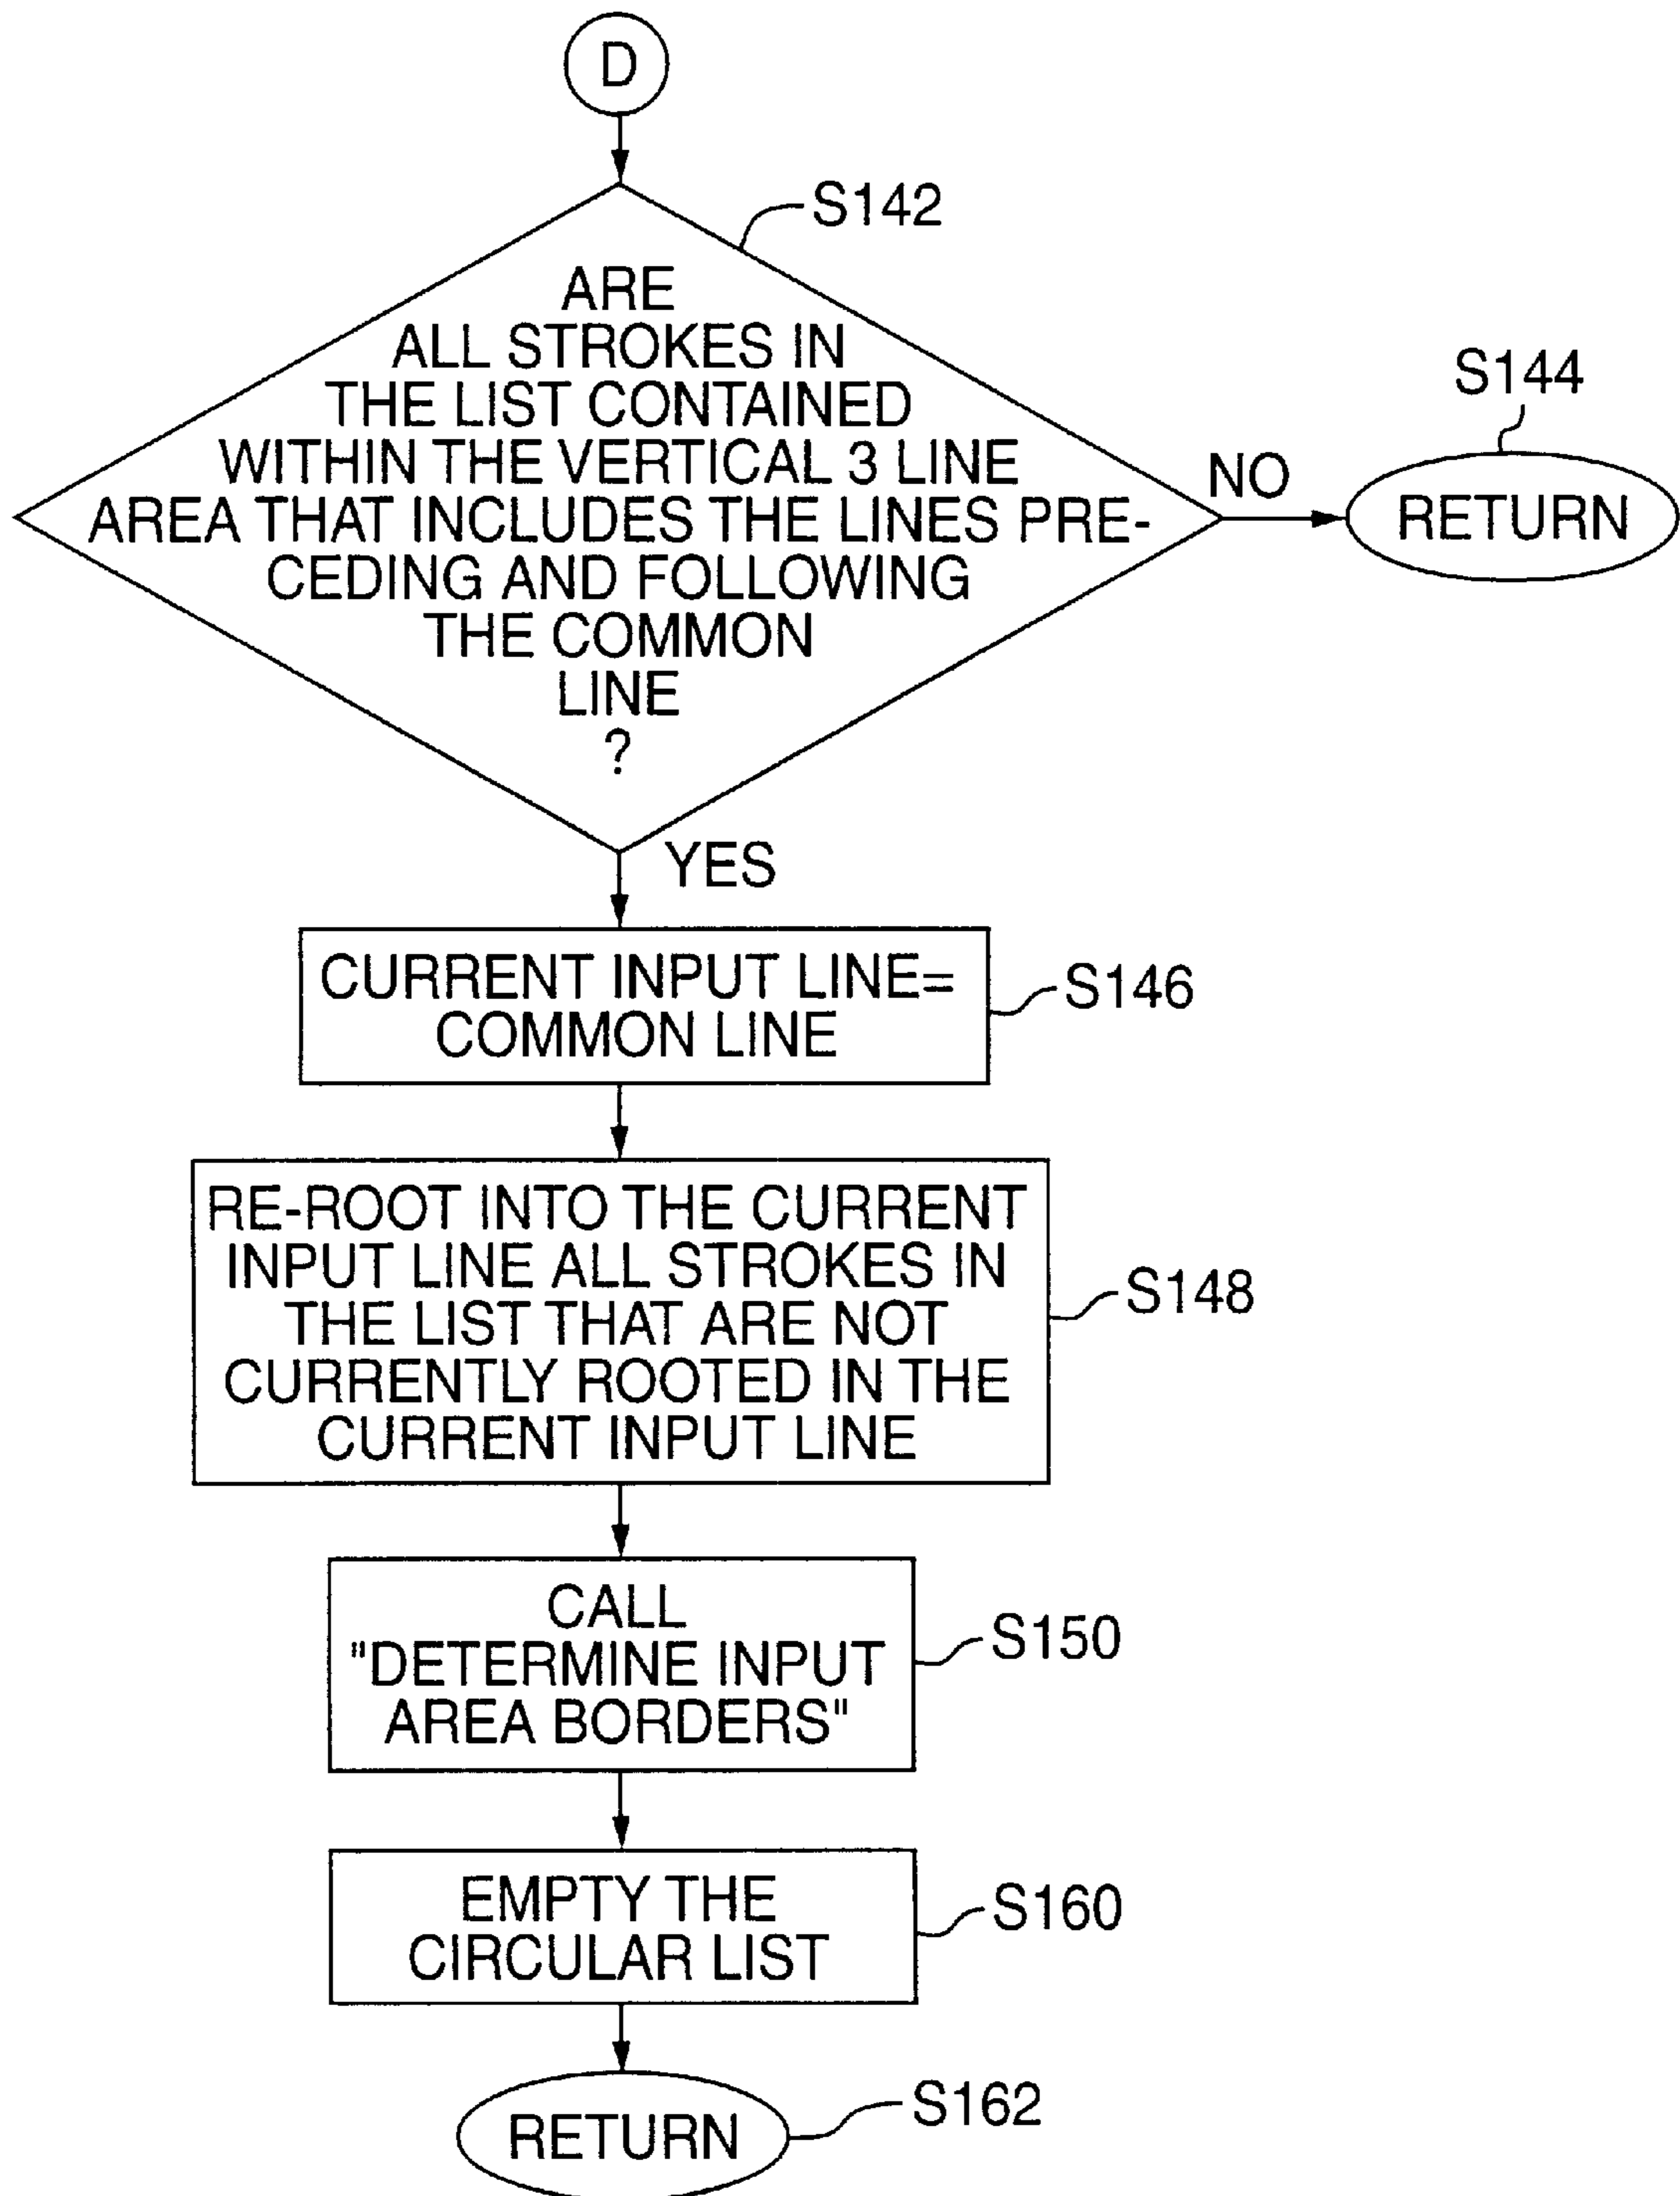 D
S142
ARE
ALL STROKES IN
THE LIST CONTAINED
WITHIN THE VERTICAL 3 LINE
AREA THAT INCLUDES THE LINES PRE-
CEDING AND FOLLOWING
THE COMMON
LINE
?
NO
S144
RETURN
YES
CURRENT INPUT LINE=
COMMON LINE
S146
RE-ROOT INTO THE CURRENT
INPUT LINE ALL STROKES IN
THE LIST THAT ARE NOT
CURRENTLY ROOTED IN THE
CURRENT INPUT LINE
S148
CALL
"DETERMINE INPUT
AREA BORDERS"
S150
EMPTY THE
CIRCULAR LIST
S160
RETURN
S162